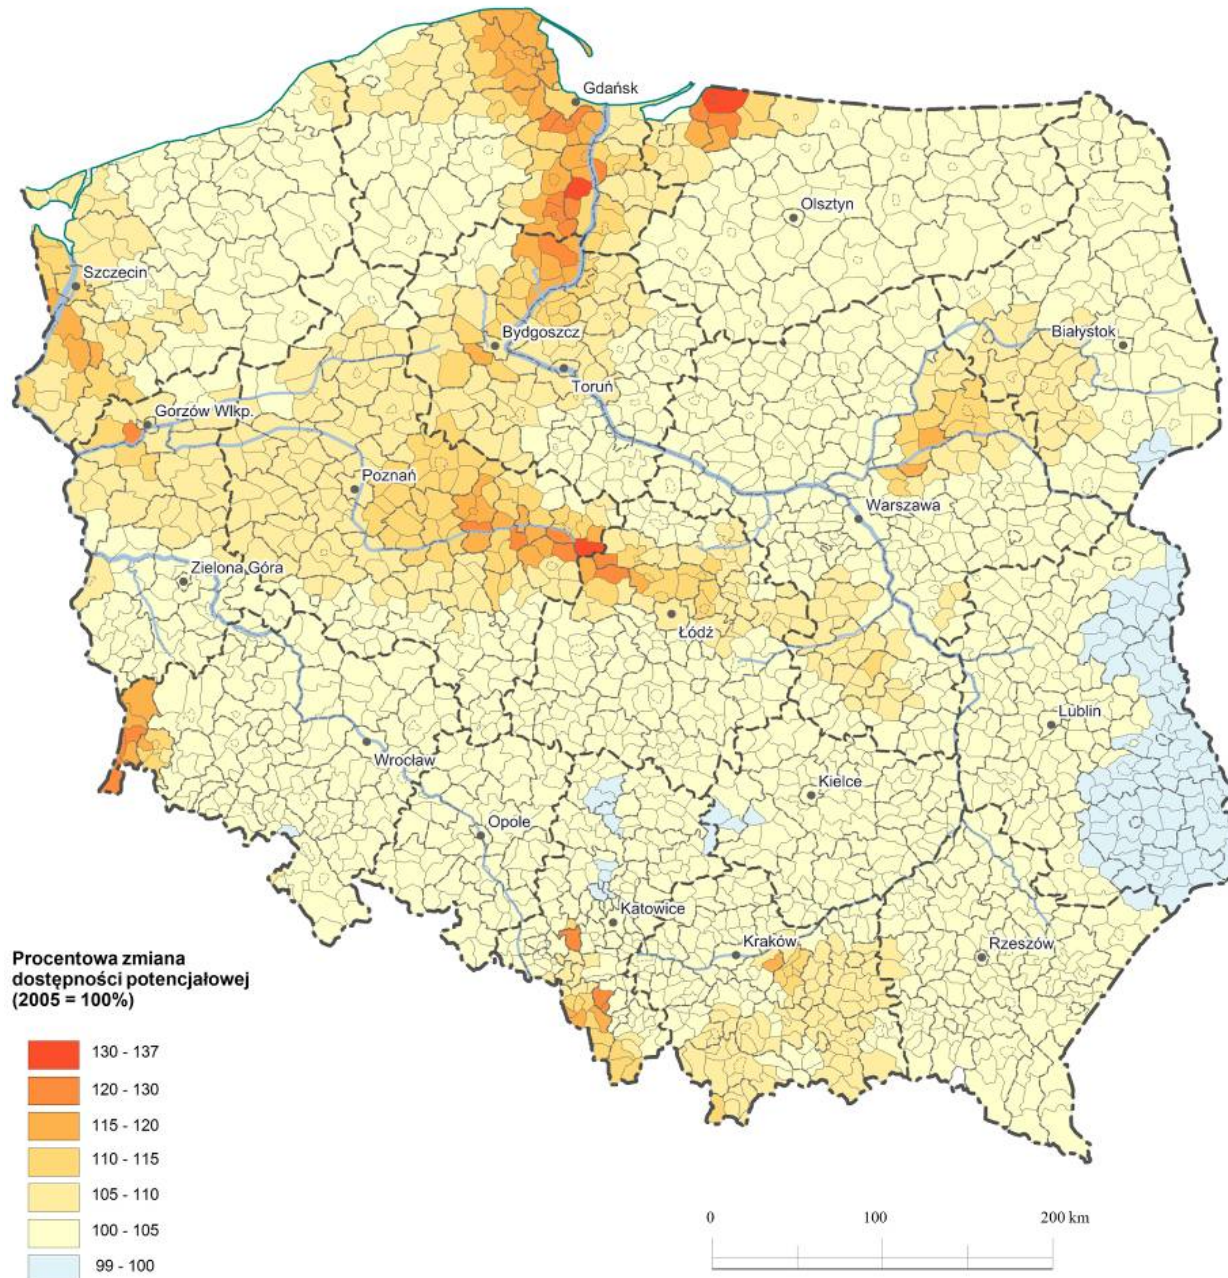 Gdańsk
Olsztyn
Szczecin
Bydgoszcz
Białystok
Toruń
Gorzów Wlkp.
Poznań
Warszawa
Zielona Góra
Łódź
Lublin
Wrocław
Kielce
Opole
Katowice
Kraków
Rzeszów
Procentowa zmiana
dostępności potencjałowej
(2005 = 100%)
130 - 137
120 - 130
115 - 120
110 - 115
105 - 110
100 - 105
99 - 100
0 100 200 km